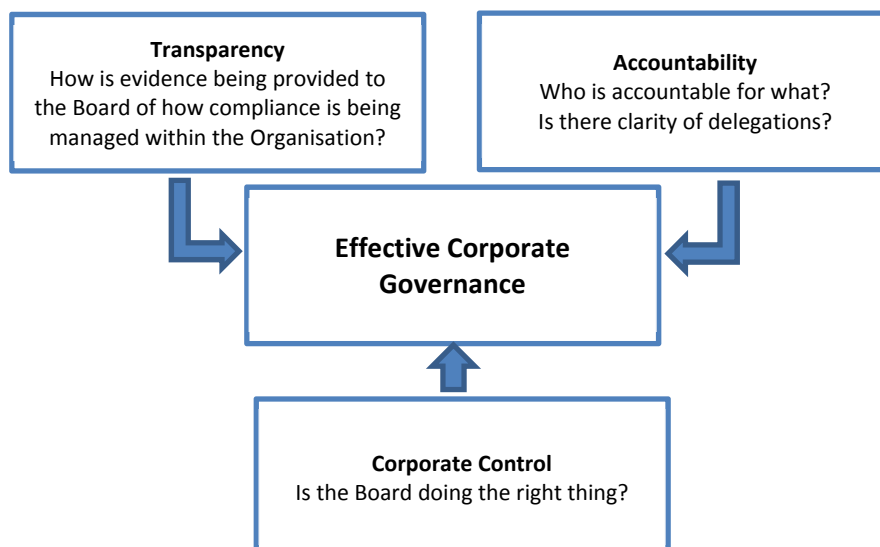 Transparency
How is evidence being provided to
the Board of how compliance is being
managed within the Organisation?
Accountability
Who is accountable for what?
Is there clarity of delegations?
Effective Corporate
Governance
Corporate Control
Is the Board doing the right thing?